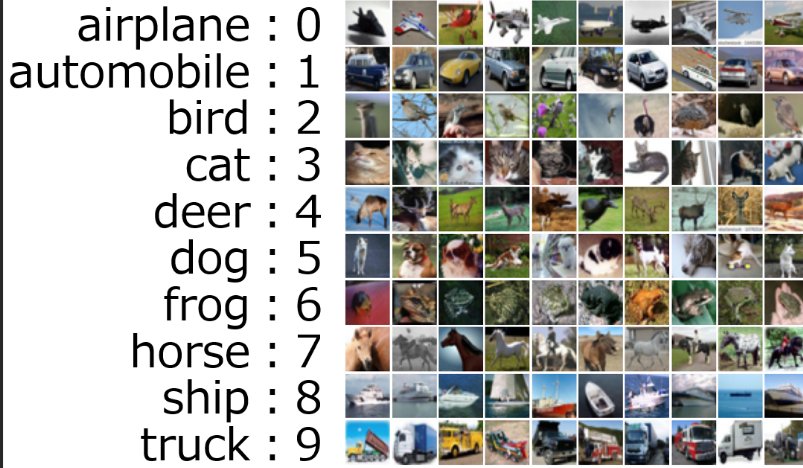 airplane : 0
automobile : 1
bird : 2
cat : 3
deer : 4
dog : 5
frog : 6
horse : 7
ship : 8
truck : 9